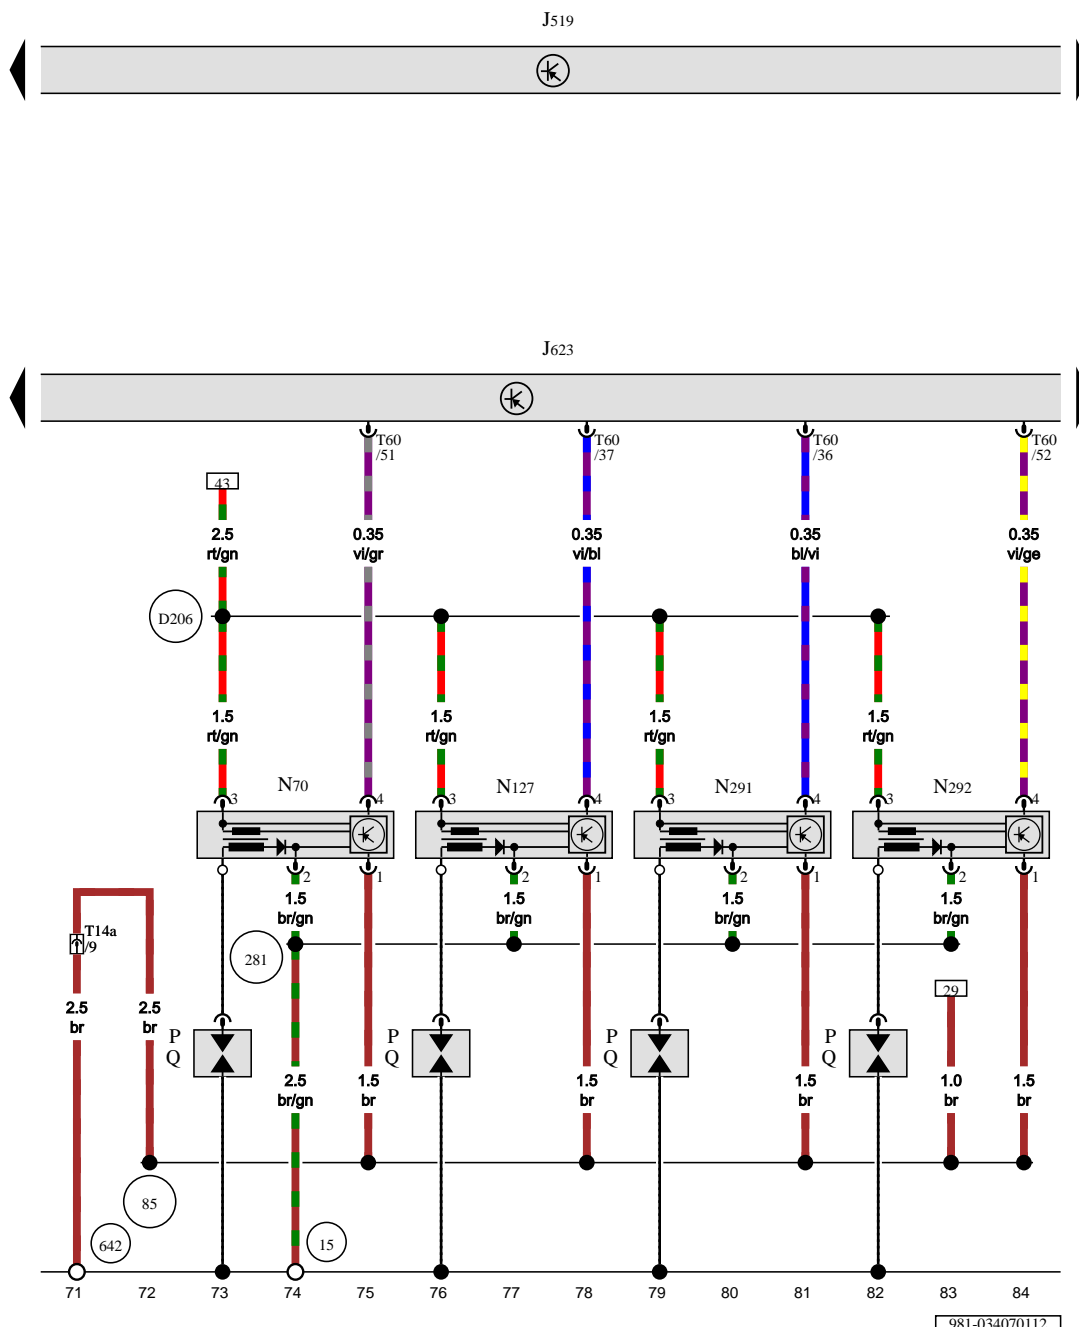 J519
J623
T60
/51
T60
/37
T60
/36
T60
/52
43
2.5
rt/gn
0.35
vi/gr
0.35
vi/bl
0.35
bl/vi
0.35
vi/ge
D206
1.5
rt/gn
1.5
rt/gn
1.5
rt/gn
1.5
rt/gn
N70
N127
N291
N292
3 4 3 4 3 4 3 4
2 1 2 1 2 1 2 1
1.5
br/gn
1.5
br/gn
1.5
br/gn
1.5
br/gn
T14a
/9
281
29
2.5
br
2.5
br
P
Q
P
Q
P
Q
P
Q
2.5
br/gn
1.5
br
1.5
br
1.5
br
1.0
br
1.5
br
85
642
15
71 72 73 74 75 76 77 78 79 80 81 82 83 84
981-034070112